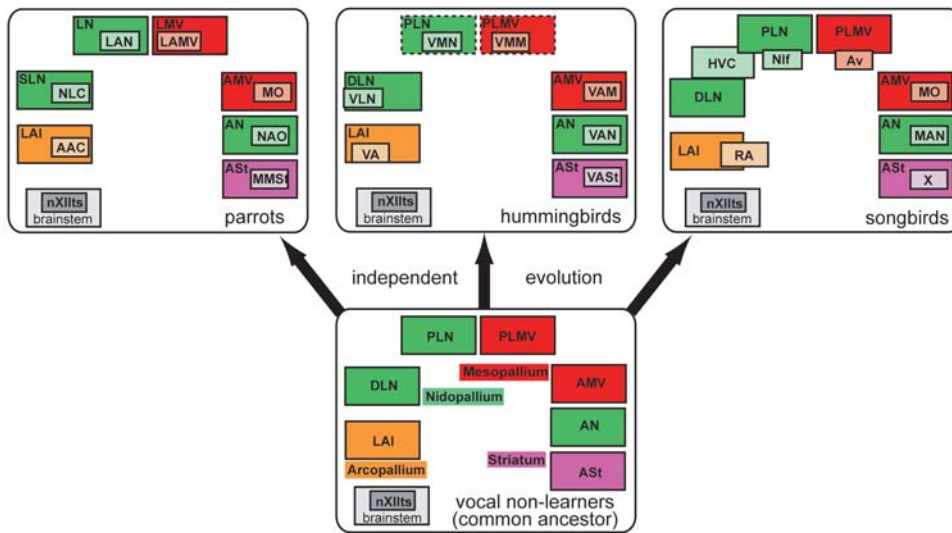 LN
LAN
LMV
LAMV
SLN
NLC
AMV
MO
LAI
AAC
AN
NAO
ASt
MMSt
nXIIts
brainstem
parrots
PLN
VMN
PLMV
VMM
DLN
VLN
AMV
VAM
LAI
VA
AN
VAN
ASt
VASt
nXIIts
brainstem
hummingbirds
PLN
PLMV
HVC
NIf
Av
DLN
AMV
MO
LAI
RA
AN
MAN
ASt
X
nXIIts
brainstem
songbirds
independent evolution
PLN
PLMV
Mesopallium
DLN
AMV
Nidopallium
LAI
AN
Arcopallium
Striatum
ASt
nXIIts
brainstem
vocal non-learners
(common ancestor)